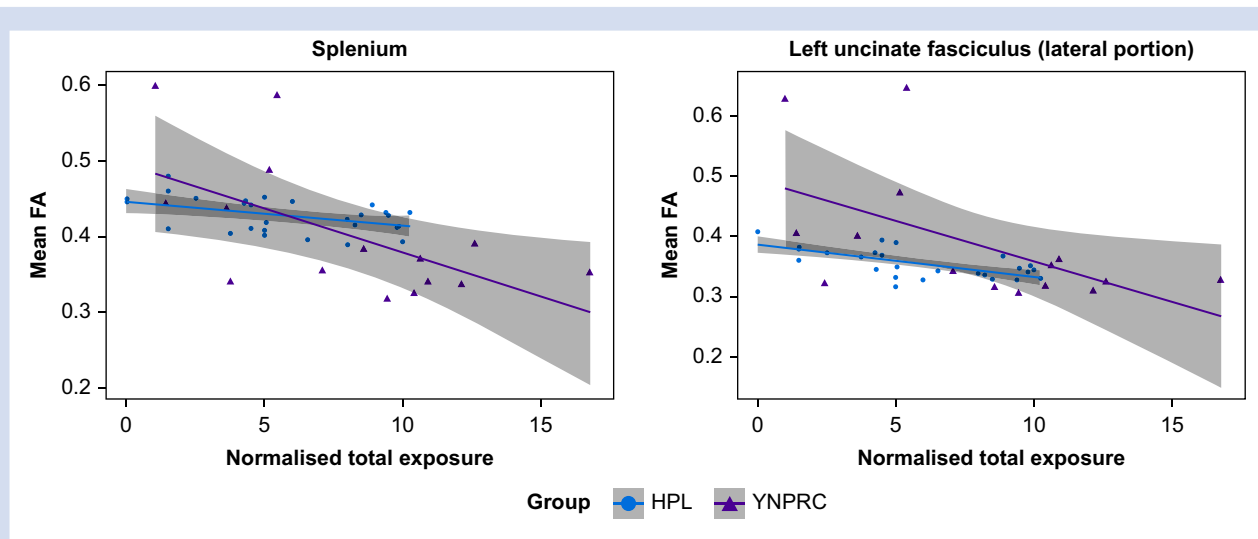 Splenium
Mean FA
0.6
0.5
0.4
0.3
0.2
0 5 10 15
Normalised total exposure
Left uncinate fasciculus (lateral portion)
Mean FA
0.6
0.5
0.4
0.3
0.2
0 5 10 15
Normalised total exposure
Group HPL YNPRC